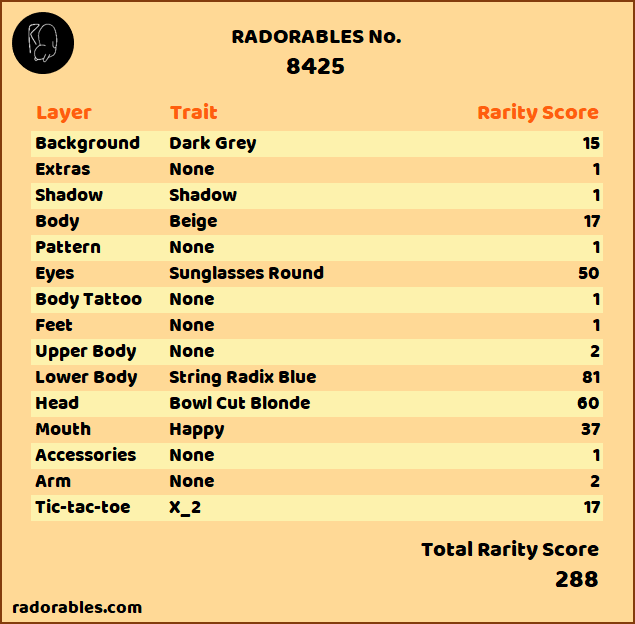 RADORABLES No.
8425
Layer Trait Rarity Score
Background Dark Grey 15
Extras None 1
Shadow Shadow 1
Body Beige 17
Pattern None 1
Eyes Sunglasses Round 50
Body Tattoo None 1
Feet None 1
Upper Body None 2
Lower Body String Radix Blue 81
Head Bowl Cut Blonde 60
Mouth Happy 37
Accessories None 1
Arm None 2
Tic-tac-toe X_2 17
Total Rarity Score
288
radorables.com